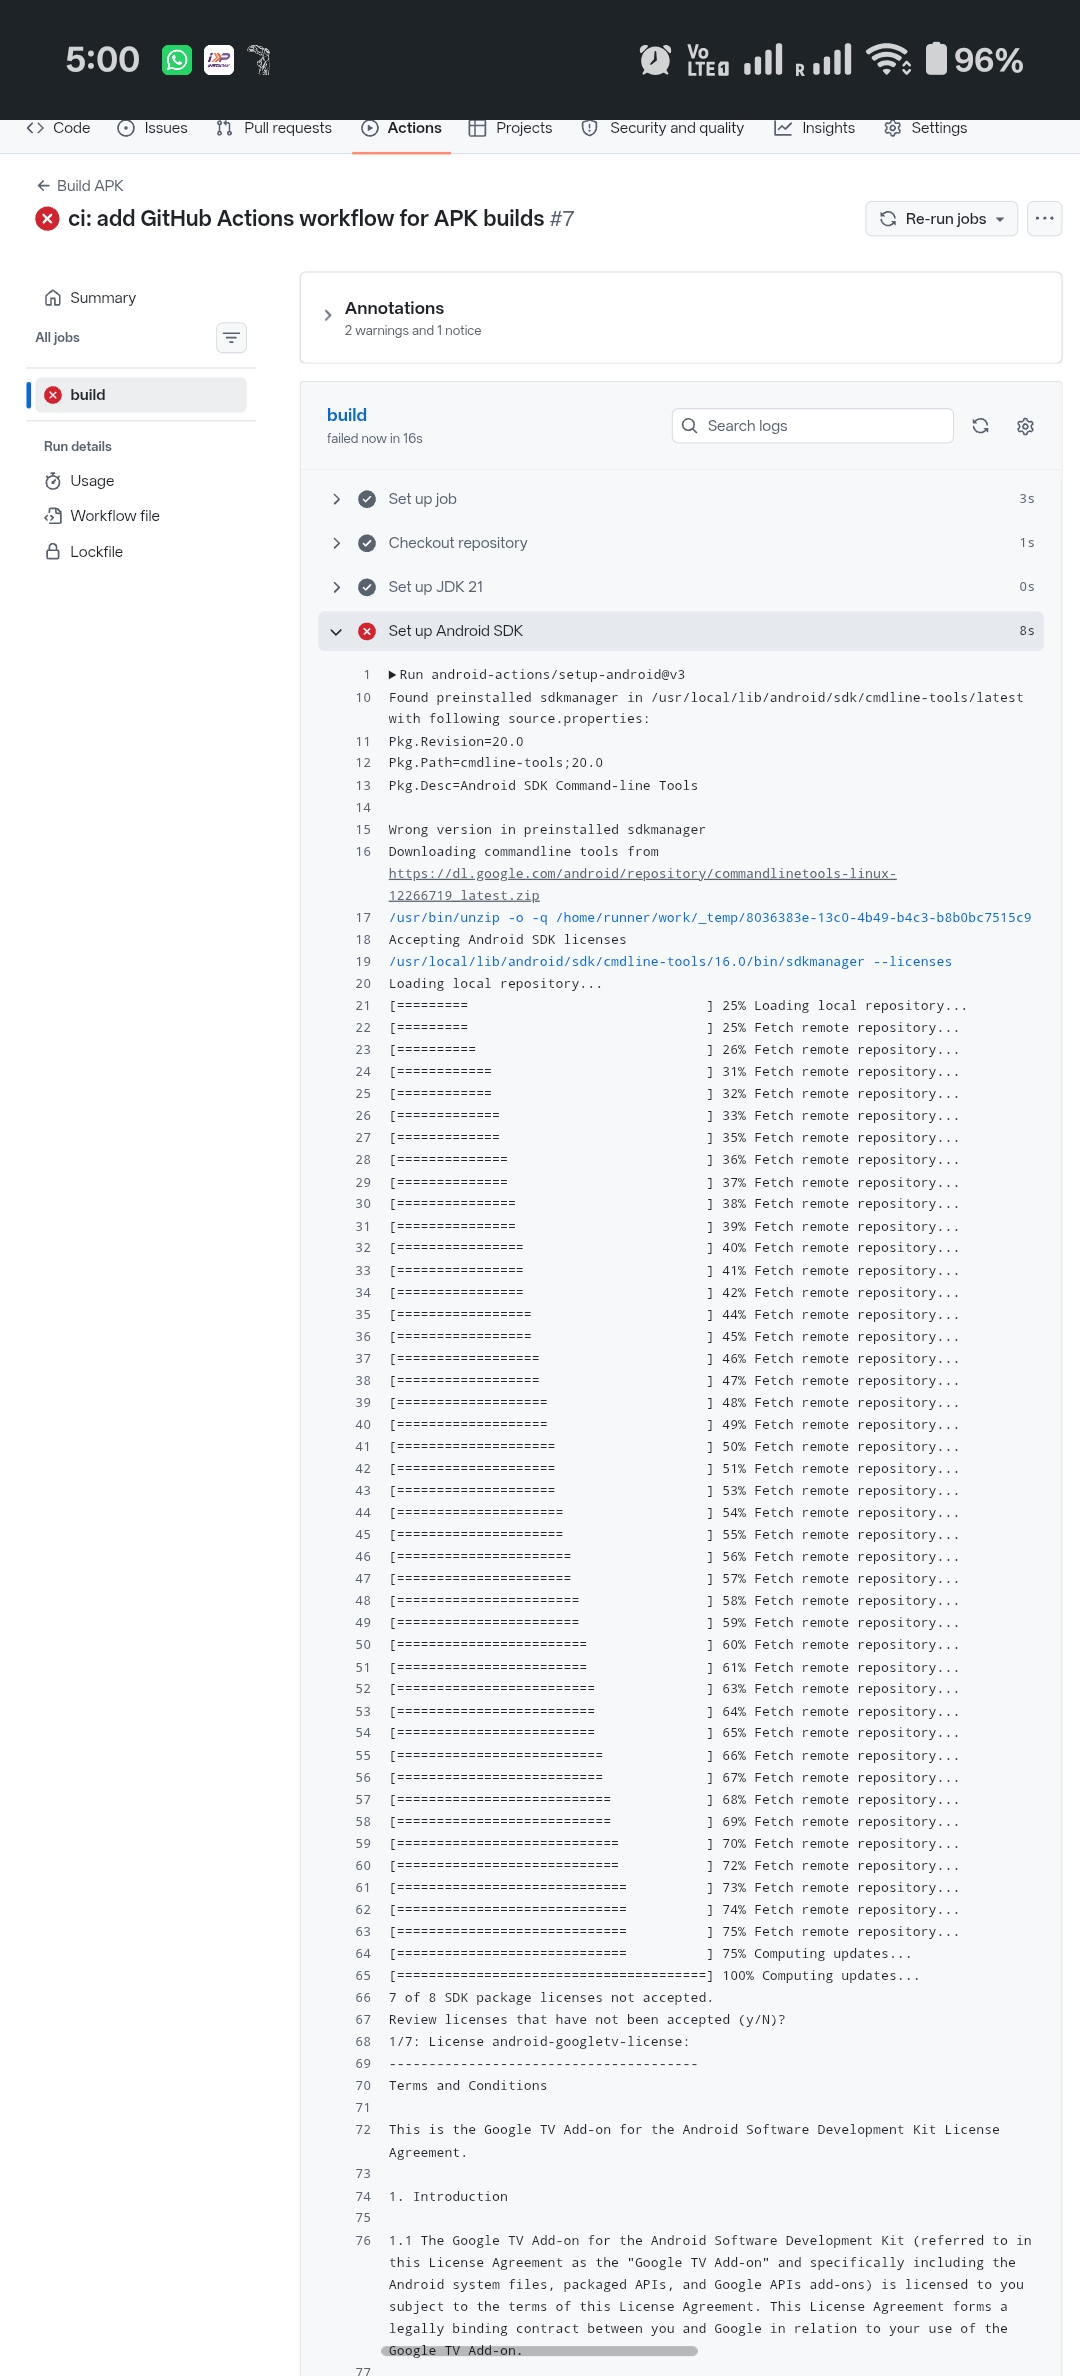 5:00
Vo
LTE 1
R
96%
Code
Issues
Pull requests
Actions
Projects
Security and quality
Insights
Settings
Build APK
ci: add GitHub Actions workflow for APK builds #7
Re-run jobs
Summary
All jobs
build
Run details
Usage
Workflow file
Lockfile
Annotations
2 warnings and 1 notice
build
failed now in 16s
Search logs
Set up job 3s
Checkout repository 1s
Set up JDK 21 0s
Set up Android SDK 8s
1 ▶Run android-actions/setup-android@v3
10 Found preinstalled sdkmanager in /usr/local/lib/android/sdk/cmdline-tools/latest
with following source.properties:
11 Pkg.Revision=20.0
12 Pkg.Path=cmdline-tools;20.0
13 Pkg.Desc=Android SDK Command-line Tools
14
15 Wrong version in preinstalled sdkmanager
16 Downloading commandline tools from
https://dl.google.com/android/repository/commandlinetools-linux-
12266719_latest.zip
17 /usr/bin/unzip -o -q /home/runner/work/_temp/8036383e-13c0-4b49-b4c3-b8b0bc7515c9
18 Accepting Android SDK licenses
19 /usr/local/lib/android/sdk/cmdline-tools/16.0/bin/sdkmanager --licenses
20 Loading local repository...
21 [=========                              ] 25% Loading local repository...
22 [=========                              ] 25% Fetch remote repository...
23 [==========                             ] 26% Fetch remote repository...
24 [============                           ] 31% Fetch remote repository...
25 [============                           ] 32% Fetch remote repository...
26 [=============                          ] 33% Fetch remote repository...
27 [=============                          ] 35% Fetch remote repository...
28 [==============                         ] 36% Fetch remote repository...
29 [==============                         ] 37% Fetch remote repository...
30 [===============                        ] 38% Fetch remote repository...
31 [===============                        ] 39% Fetch remote repository...
32 [================                       ] 40% Fetch remote repository...
33 [================                       ] 41% Fetch remote repository...
34 [================                       ] 42% Fetch remote repository...
35 [=================                      ] 44% Fetch remote repository...
36 [=================                      ] 45% Fetch remote repository...
37 [==================                     ] 46% Fetch remote repository...
38 [==================                     ] 47% Fetch remote repository...
39 [===================                    ] 48% Fetch remote repository...
40 [===================                    ] 49% Fetch remote repository...
41 [====================                   ] 50% Fetch remote repository...
42 [====================                   ] 51% Fetch remote repository...
43 [====================                   ] 53% Fetch remote repository...
44 [=====================                  ] 54% Fetch remote repository...
45 [=====================                  ] 55% Fetch remote repository...
46 [======================                 ] 56% Fetch remote repository...
47 [======================                 ] 57% Fetch remote repository...
48 [=======================                ] 58% Fetch remote repository...
49 [=======================                ] 59% Fetch remote repository...
50 [========================               ] 60% Fetch remote repository...
51 [========================               ] 61% Fetch remote repository...
52 [=========================              ] 63% Fetch remote repository...
53 [=========================              ] 64% Fetch remote repository...
54 [=========================              ] 65% Fetch remote repository...
55 [==========================             ] 66% Fetch remote repository...
56 [==========================             ] 67% Fetch remote repository...
57 [===========================            ] 68% Fetch remote repository...
58 [===========================            ] 69% Fetch remote repository...
59 [============================           ] 70% Fetch remote repository...
60 [============================           ] 72% Fetch remote repository...
61 [=============================          ] 73% Fetch remote repository...
62 [=============================          ] 74% Fetch remote repository...
63 [=============================          ] 75% Fetch remote repository...
64 [=============================          ] 75% Computing updates...
65 [=======================================] 100% Computing updates...
66 7 of 8 SDK package licenses not accepted.
67 Review licenses that have not been accepted (y/N)?
68 1/7: License android-googletv-license:
69 ---------------------------------------
70 Terms and Conditions
71
72 This is the Google TV Add-on for the Android Software Development Kit License
Agreement.
73
74 1. Introduction
75
76 1.1 The Google TV Add-on for the Android Software Development Kit (referred to in
this License Agreement as the "Google TV Add-on" and specifically including the
Android system files, packaged APIs, and Google APIs add-ons) is licensed to you
subject to the terms of this License Agreement. This License Agreement forms a
legally binding contract between you and Google in relation to your use of the
Google TV Add-on.
77